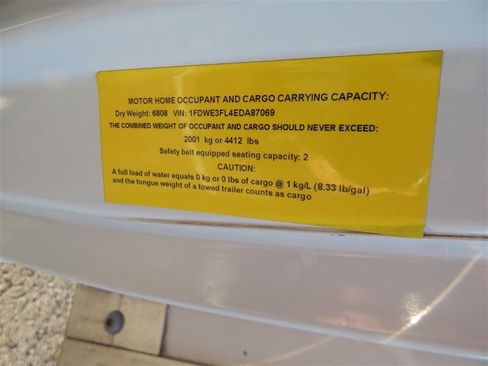 MOTOR HOME OCCUPANT AND CARGO CARRYING CAPACITY:
Dry Weight: 6808 VIN: 1FDWE3FL4EDA87069
THE COMBINED WEIGHT OF OCCUPANT AND CARGO SHOULD NEVER EXCEED:
2001 kg or 4412 lbs
Safety belt equipped seating capacity: 2
CAUTION:
A full load of water equals 0 kg or 0 lbs of cargo @ 1 kg/L (8.33 lb/gal)
and the tongue weight of a towed trailer counts as cargo